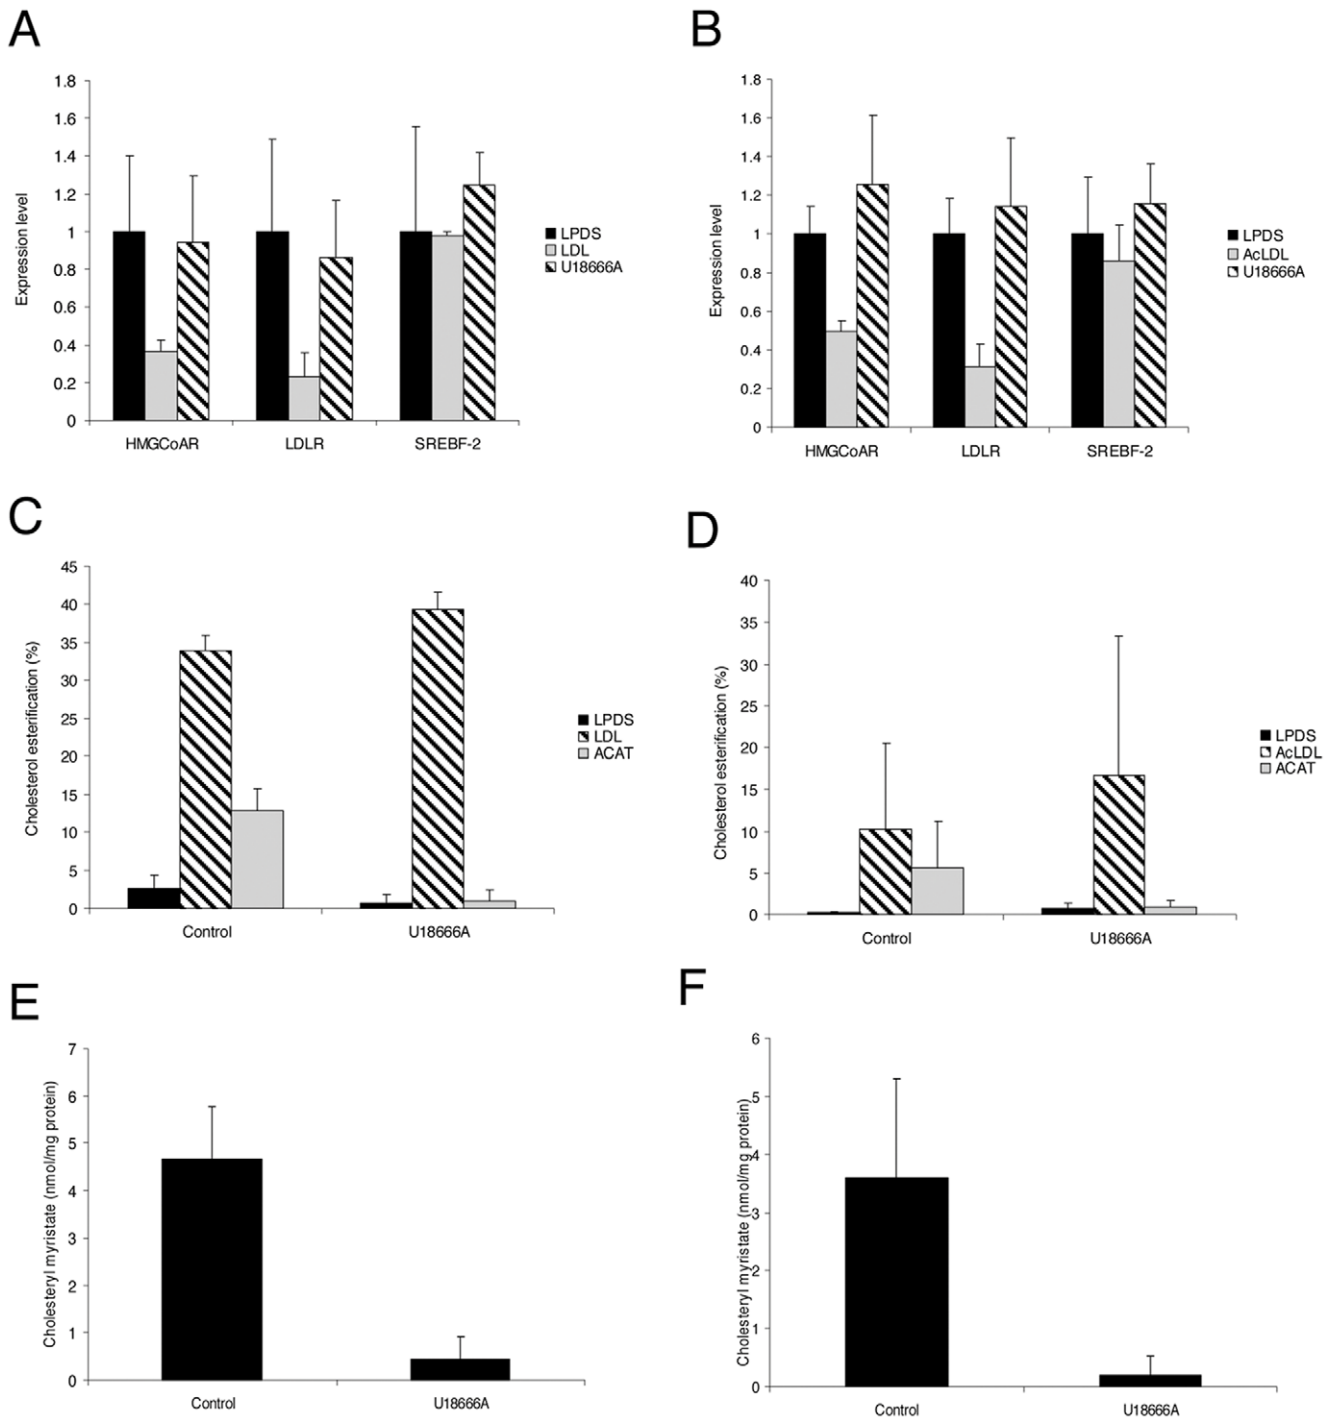 A
1.8
1.6
1.4
1.2
1
0.8
0.6
0.4
0.2
0
Expression level
HMGCoAR LDLR SREBF-2
LPDS
LDL
U18666A
B
1.8
1.6
1.4
1.2
1
0.8
0.6
0.4
0.2
0
Expression level
HMGCoAR LDLR SREBF-2
LPDS
AcLDL
U18666A
C
45
40
35
30
25
20
15
10
5
0
Cholesterol esterification (%)
Control U18666A
LPDS
LDL
ACAT
D
40
35
30
25
20
15
10
5
0
Cholesterol esterification (%)
Control U18666A
LPDS
AcLDL
ACAT
E
7
6
5
4
3
2
1
0
Cholesteryl myristate (nmol/mg protein)
Control U18666A
F
6
5
4
3
2
1
0
Cholesteryl myristate (nmol/mg protein)
Control U18666A